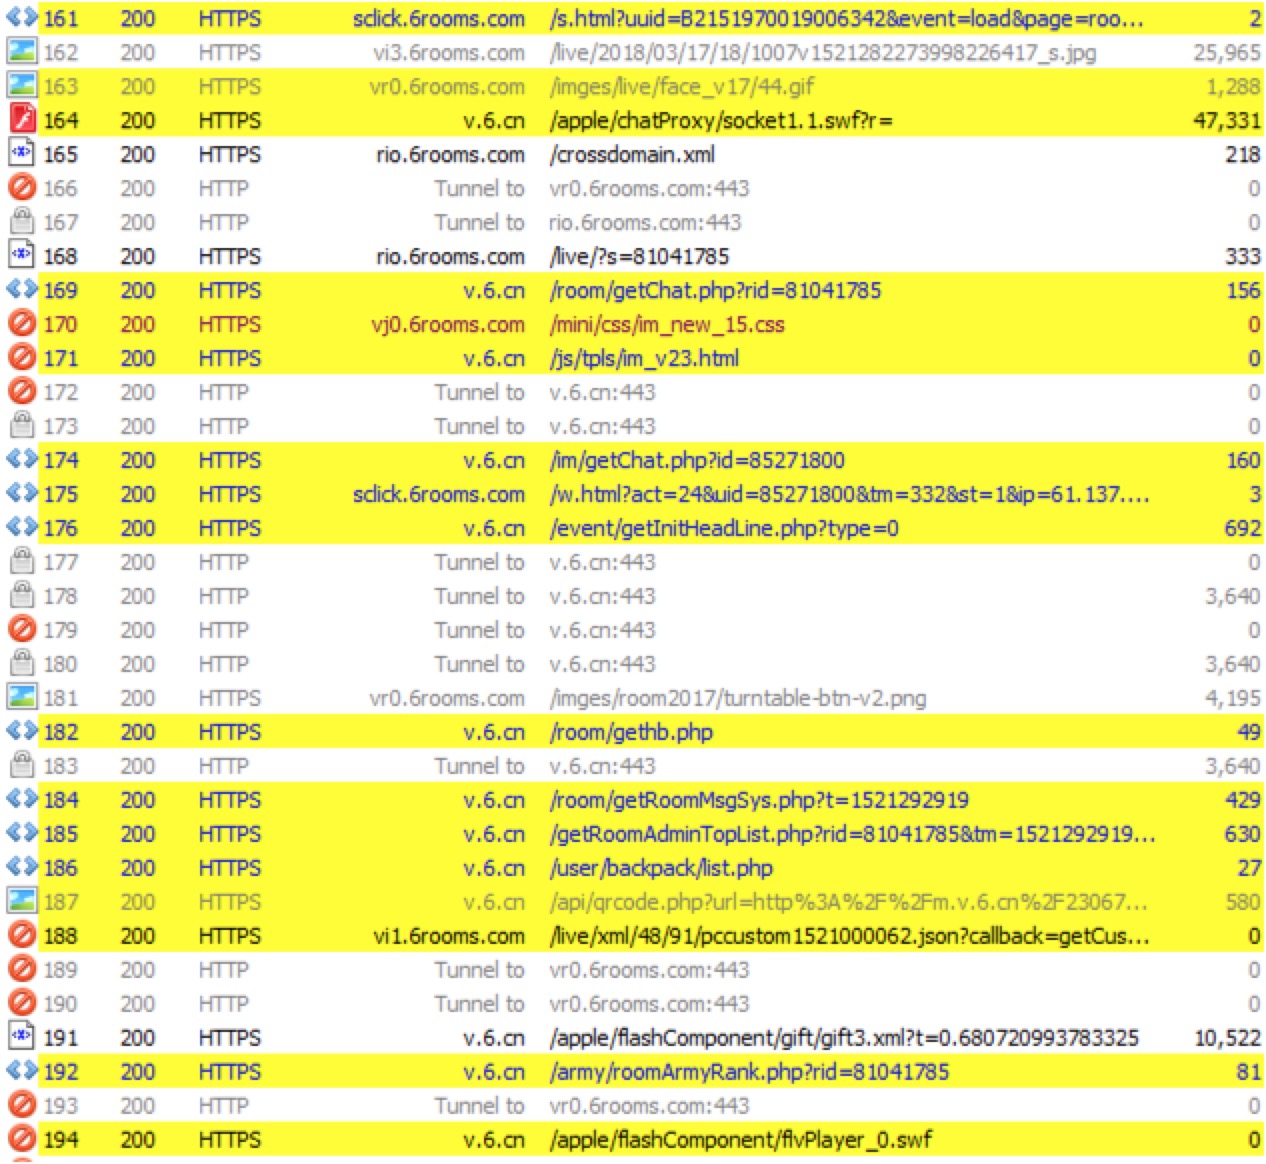 161 200 HTTPS sclick.6rooms.com /s.html?uuid=B2151970019006342&event=load&page=roo... 2
162 200 HTTPS vi3.6rooms.com /live/2018/03/17/18/1007v1521282273998226417_s.jpg 25,965
163 200 HTTPS vr0.6rooms.com /imges/live/face_v17/44.gif 1,288
164 200 HTTPS v.6.cn /apple/chatProxy/socket1.1.swf?r= 47,331
165 200 HTTPS rio.6rooms.com /crossdomain.xml 218
166 200 HTTP Tunnel to vr0.6rooms.com:443 0
167 200 HTTP Tunnel to rio.6rooms.com:443 0
168 200 HTTPS rio.6rooms.com /live/?s=81041785 333
169 200 HTTPS v.6.cn /room/getChat.php?rid=81041785 156
170 200 HTTPS vj0.6rooms.com /mini/css/im_new_15.css 0
171 200 HTTPS v.6.cn /js/tpls/im_v23.html 0
172 200 HTTP Tunnel to v.6.cn:443 0
173 200 HTTP Tunnel to v.6.cn:443 0
174 200 HTTPS v.6.cn /im/getChat.php?id=85271800 160
175 200 HTTPS sclick.6rooms.com /w.html?act=24&uid=85271800&tm=332&st=1&ip=61.137.... 3
176 200 HTTPS v.6.cn /event/getInitHeadLine.php?type=0 692
177 200 HTTP Tunnel to v.6.cn:443 0
178 200 HTTP Tunnel to v.6.cn:443 3,640
179 200 HTTP Tunnel to v.6.cn:443 0
180 200 HTTP Tunnel to v.6.cn:443 3,640
181 200 HTTPS vr0.6rooms.com /imges/room2017/turntable-btn-v2.png 4,195
182 200 HTTPS v.6.cn /room/gethb.php 49
183 200 HTTP Tunnel to v.6.cn:443 3,640
184 200 HTTPS v.6.cn /room/getRoomMsgSys.php?t=1521292919 429
185 200 HTTPS v.6.cn /getRoomAdminTopList.php?rid=81041785&tm=1521292919... 630
186 200 HTTPS v.6.cn /user/backpack/list.php 27
187 200 HTTPS v.6.cn /api/qrcode.php?url=http%3A%2F%2Fm.v.6.cn%2F23067... 580
188 200 HTTPS vi1.6rooms.com /live/xml/48/91/pccustom1521000062.json?callback=getCus... 0
189 200 HTTP Tunnel to vr0.6rooms.com:443 0
190 200 HTTP Tunnel to vr0.6rooms.com:443 0
191 200 HTTPS v.6.cn /apple/flashComponent/gift/gift3.xml?t=0.680720993783325 10,522
192 200 HTTPS v.6.cn /army/roomArmyRank.php?rid=81041785 81
193 200 HTTP Tunnel to vr0.6rooms.com:443 0
194 200 HTTPS v.6.cn /apple/flashComponent/flvPlayer_0.swf 0